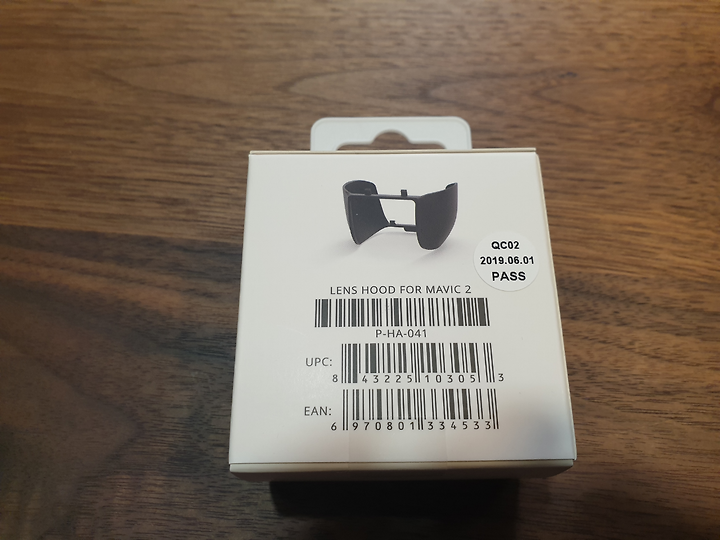 QC02
2019.06.01
PASS
LENS HOOD FOR MAVIC 2
P-HA-041
UPC:
8 43225 10305 3
EAN:
6 970801 334533